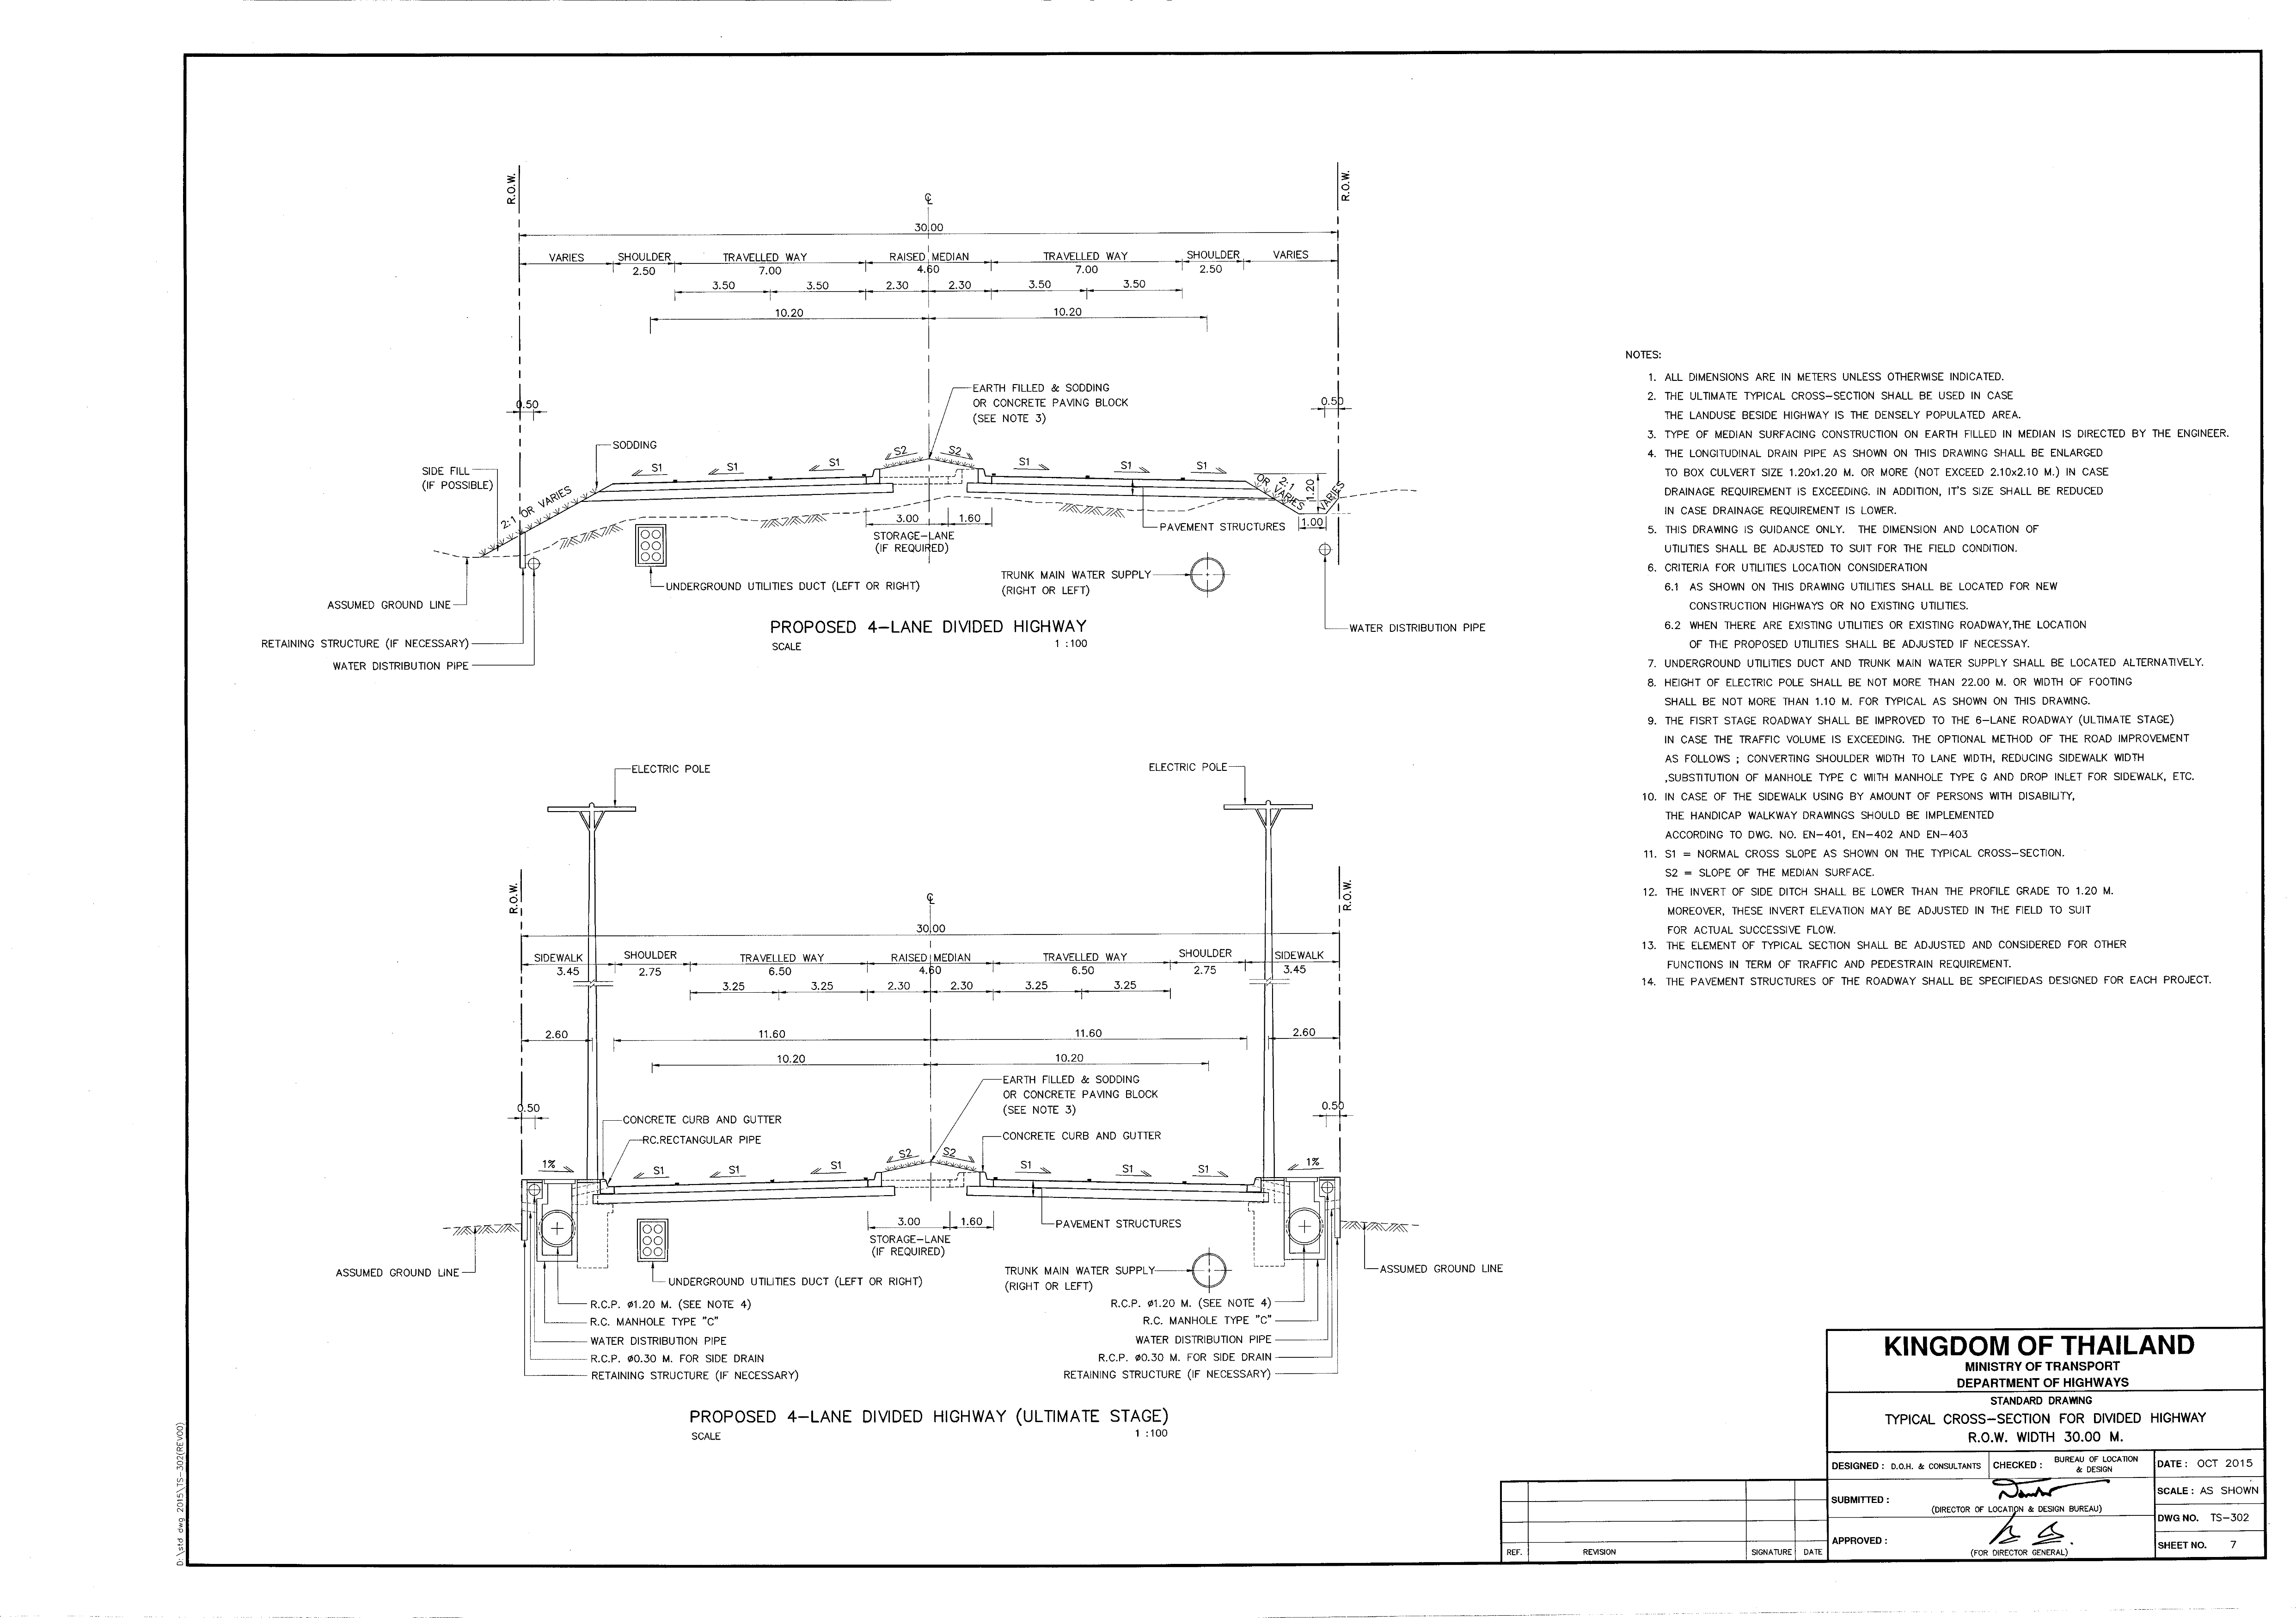 R.O.W.
R.O.W.
℄
30.00
VARIES SHOULDER TRAVELLED WAY RAISED MEDIAN TRAVELLED WAY SHOULDER VARIES
2.50 7.00 4.60 7.00 2.50
3.50 3.50 2.30 2.30 3.50 3.50
10.20 10.20
0.50
0.50
EARTH FILLED & SODDING
OR CONCRETE PAVING BLOCK
(SEE NOTE 3)
SODDING
SIDE FILL
(IF POSSIBLE)
2:1 OR VARIES
S1 S1 S1 S2 S2 S1 S1 S1
2:1
OR VARIES
1.20
VARIES
1.00
3.00 1.60
STORAGE-LANE
(IF REQUIRED)
PAVEMENT STRUCTURES
UNDERGROUND UTILITIES DUCT (LEFT OR RIGHT)
TRUNK MAIN WATER SUPPLY
(RIGHT OR LEFT)
ASSUMED GROUND LINE
RETAINING STRUCTURE (IF NECESSARY)
WATER DISTRIBUTION PIPE
WATER DISTRIBUTION PIPE
PROPOSED 4-LANE DIVIDED HIGHWAY
SCALE 1 :100
ELECTRIC POLE
ELECTRIC POLE
R.O.W.
R.O.W.
℄
30.00
SIDEWALK SHOULDER TRAVELLED WAY RAISED MEDIAN TRAVELLED WAY SHOULDER SIDEWALK
3.45 2.75 6.50 4.60 6.50 2.75 3.45
3.25 3.25 2.30 2.30 3.25 3.25
2.60 11.60 11.60 2.60
10.20 10.20
0.50
0.50
EARTH FILLED & SODDING
OR CONCRETE PAVING BLOCK
(SEE NOTE 3)
CONCRETE CURB AND GUTTER
RC.RECTANGULAR PIPE
CONCRETE CURB AND GUTTER
1% S1 S1 S1 S2 S2 S1 S1 S1 1%
3.00 1.60
STORAGE-LANE
(IF REQUIRED)
PAVEMENT STRUCTURES
ASSUMED GROUND LINE
ASSUMED GROUND LINE
UNDERGROUND UTILITIES DUCT (LEFT OR RIGHT)
TRUNK MAIN WATER SUPPLY
(RIGHT OR LEFT)
R.C.P. ø1.20 M. (SEE NOTE 4)
R.C. MANHOLE TYPE "C"
WATER DISTRIBUTION PIPE
R.C.P. ø0.30 M. FOR SIDE DRAIN
RETAINING STRUCTURE (IF NECESSARY)
R.C.P. ø1.20 M. (SEE NOTE 4)
R.C. MANHOLE TYPE "C"
WATER DISTRIBUTION PIPE
R.C.P. ø0.30 M. FOR SIDE DRAIN
RETAINING STRUCTURE (IF NECESSARY)
PROPOSED 4-LANE DIVIDED HIGHWAY (ULTIMATE STAGE)
SCALE 1 :100
NOTES:
1. ALL DIMENSIONS ARE IN METERS UNLESS OTHERWISE INDICATED.
2. THE ULTIMATE TYPICAL CROSS-SECTION SHALL BE USED IN CASE
THE LANDUSE BESIDE HIGHWAY IS THE DENSELY POPULATED AREA.
3. TYPE OF MEDIAN SURFACING CONSTRUCTION ON EARTH FILLED IN MEDIAN IS DIRECTED BY THE ENGINEER.
4. THE LONGITUDINAL DRAIN PIPE AS SHOWN ON THIS DRAWING SHALL BE ENLARGED
TO BOX CULVERT SIZE 1.20x1.20 M. OR MORE (NOT EXCEED 2.10x2.10 M.) IN CASE
DRAINAGE REQUIREMENT IS EXCEEDING. IN ADDITION, IT'S SIZE SHALL BE REDUCED
IN CASE DRAINAGE REQUIREMENT IS LOWER.
5. THIS DRAWING IS GUIDANCE ONLY. THE DIMENSION AND LOCATION OF
UTILITIES SHALL BE ADJUSTED TO SUIT FOR THE FIELD CONDITION.
6. CRITERIA FOR UTILITIES LOCATION CONSIDERATION
6.1 AS SHOWN ON THIS DRAWING UTILITIES SHALL BE LOCATED FOR NEW
CONSTRUCTION HIGHWAYS OR NO EXISTING UTILITIES.
6.2 WHEN THERE ARE EXISTING UTILITIES OR EXISTING ROADWAY,THE LOCATION
OF THE PROPOSED UTILITIES SHALL BE ADJUSTED IF NECESSAY.
7. UNDERGROUND UTILITIES DUCT AND TRUNK MAIN WATER SUPPLY SHALL BE LOCATED ALTERNATIVELY.
8. HEIGHT OF ELECTRIC POLE SHALL BE NOT MORE THAN 22.00 M. OR WIDTH OF FOOTING
SHALL BE NOT MORE THAN 1.10 M. FOR TYPICAL AS SHOWN ON THIS DRAWING.
9. THE FISRT STAGE ROADWAY SHALL BE IMPROVED TO THE 6-LANE ROADWAY (ULTIMATE STAGE)
IN CASE THE TRAFFIC VOLUME IS EXCEEDING. THE OPTIONAL METHOD OF THE ROAD IMPROVEMENT
AS FOLLOWS ; CONVERTING SHOULDER WIDTH TO LANE WIDTH, REDUCING SIDEWALK WIDTH
,SUBSTITUTION OF MANHOLE TYPE C WITH MANHOLE TYPE G AND DROP INLET FOR SIDEWALK, ETC.
10. IN CASE OF THE SIDEWALK USING BY AMOUNT OF PERSONS WITH DISABILITY,
THE HANDICAP WALKWAY DRAWINGS SHOULD BE IMPLEMENTED
ACCORDING TO DWG. NO. EN-401, EN-402 AND EN-403
11. S1 = NORMAL CROSS SLOPE AS SHOWN ON THE TYPICAL CROSS-SECTION.
S2 = SLOPE OF THE MEDIAN SURFACE.
12. THE INVERT OF SIDE DITCH SHALL BE LOWER THAN THE PROFILE GRADE TO 1.20 M.
MOREOVER, THESE INVERT ELEVATION MAY BE ADJUSTED IN THE FIELD TO SUIT
FOR ACTUAL SUCCESSIVE FLOW.
13. THE ELEMENT OF TYPICAL SECTION SHALL BE ADJUSTED AND CONSIDERED FOR OTHER
FUNCTIONS IN TERM OF TRAFFIC AND PEDESTRAIN REQUIREMENT.
14. THE PAVEMENT STRUCTURES OF THE ROADWAY SHALL BE SPECIFIEDAS DESIGNED FOR EACH PROJECT.
KINGDOM OF THAILAND
MINISTRY OF TRANSPORT
DEPARTMENT OF HIGHWAYS
STANDARD DRAWING
TYPICAL CROSS-SECTION FOR DIVIDED HIGHWAY
R.O.W. WIDTH 30.00 M.
DESIGNED : D.O.H. & CONSULTANTS
CHECKED : BUREAU OF LOCATION
& DESIGN
DATE : OCT 2015
SUBMITTED :
(DIRECTOR OF LOCATION & DESIGN BUREAU)
SCALE : AS SHOWN
DWG NO. TS-302
APPROVED :
(FOR DIRECTOR GENERAL)
SHEET NO. 7
REF. REVISION SIGNATURE DATE
D:\std dwg 2015\TS-302(REV00)